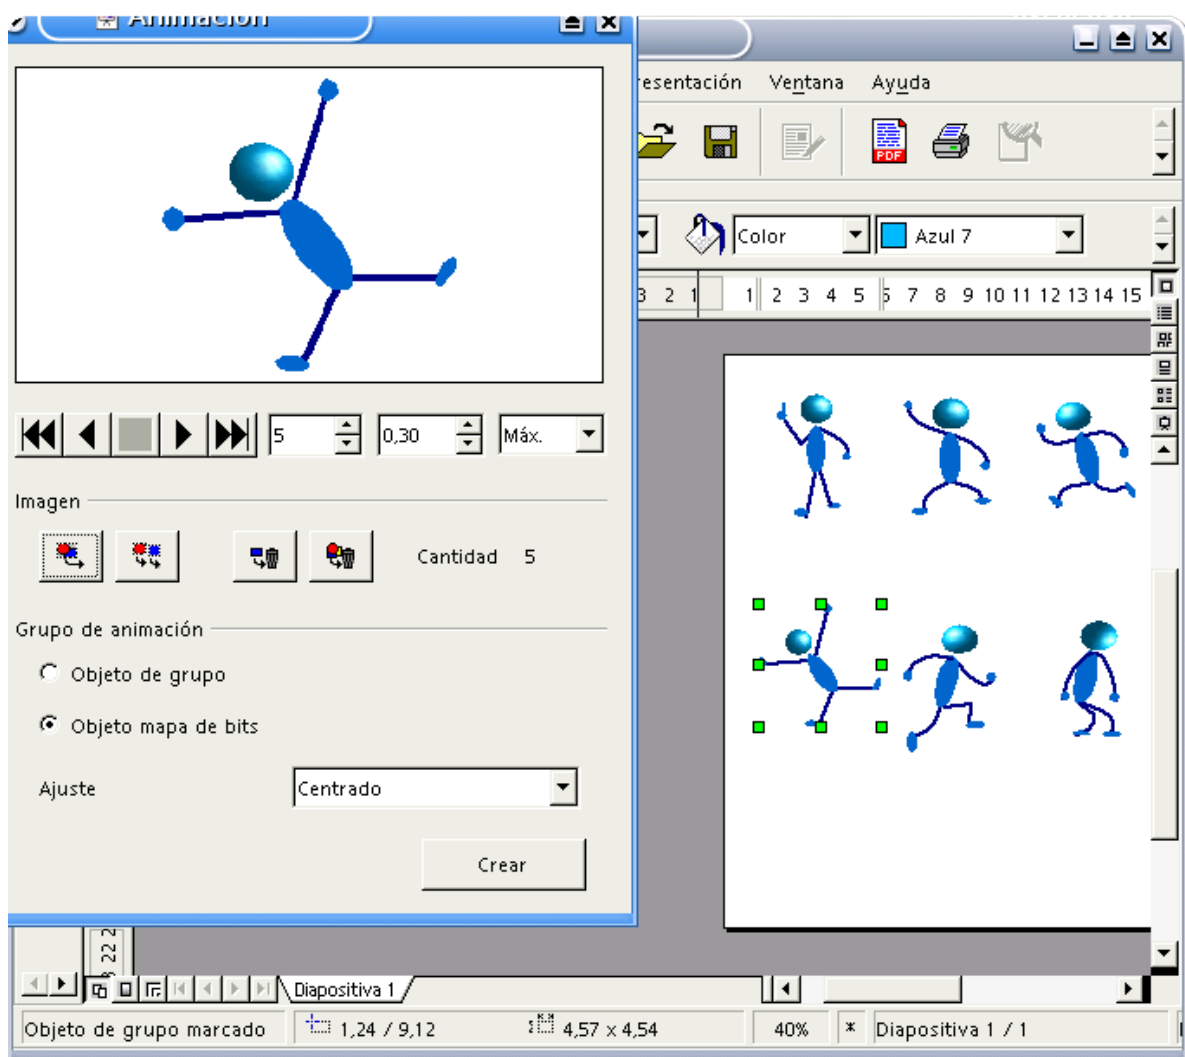 Animación
resentación Ventana Ayuda
PDF
Color Azul 7
3 2 1 1 2 3 4 5 6 7 8 9 10 11 12 13 14 15
5 0,30 Máx.
Imagen
Cantidad 5
Grupo de animación
Objeto de grupo
Objeto mapa de bits
Ajuste Centrado
Crear
22
Diapositiva 1
Objeto de grupo marcado 1,24 / 9,12 4,57 x 4,54 40% * Diapositiva 1 / 1